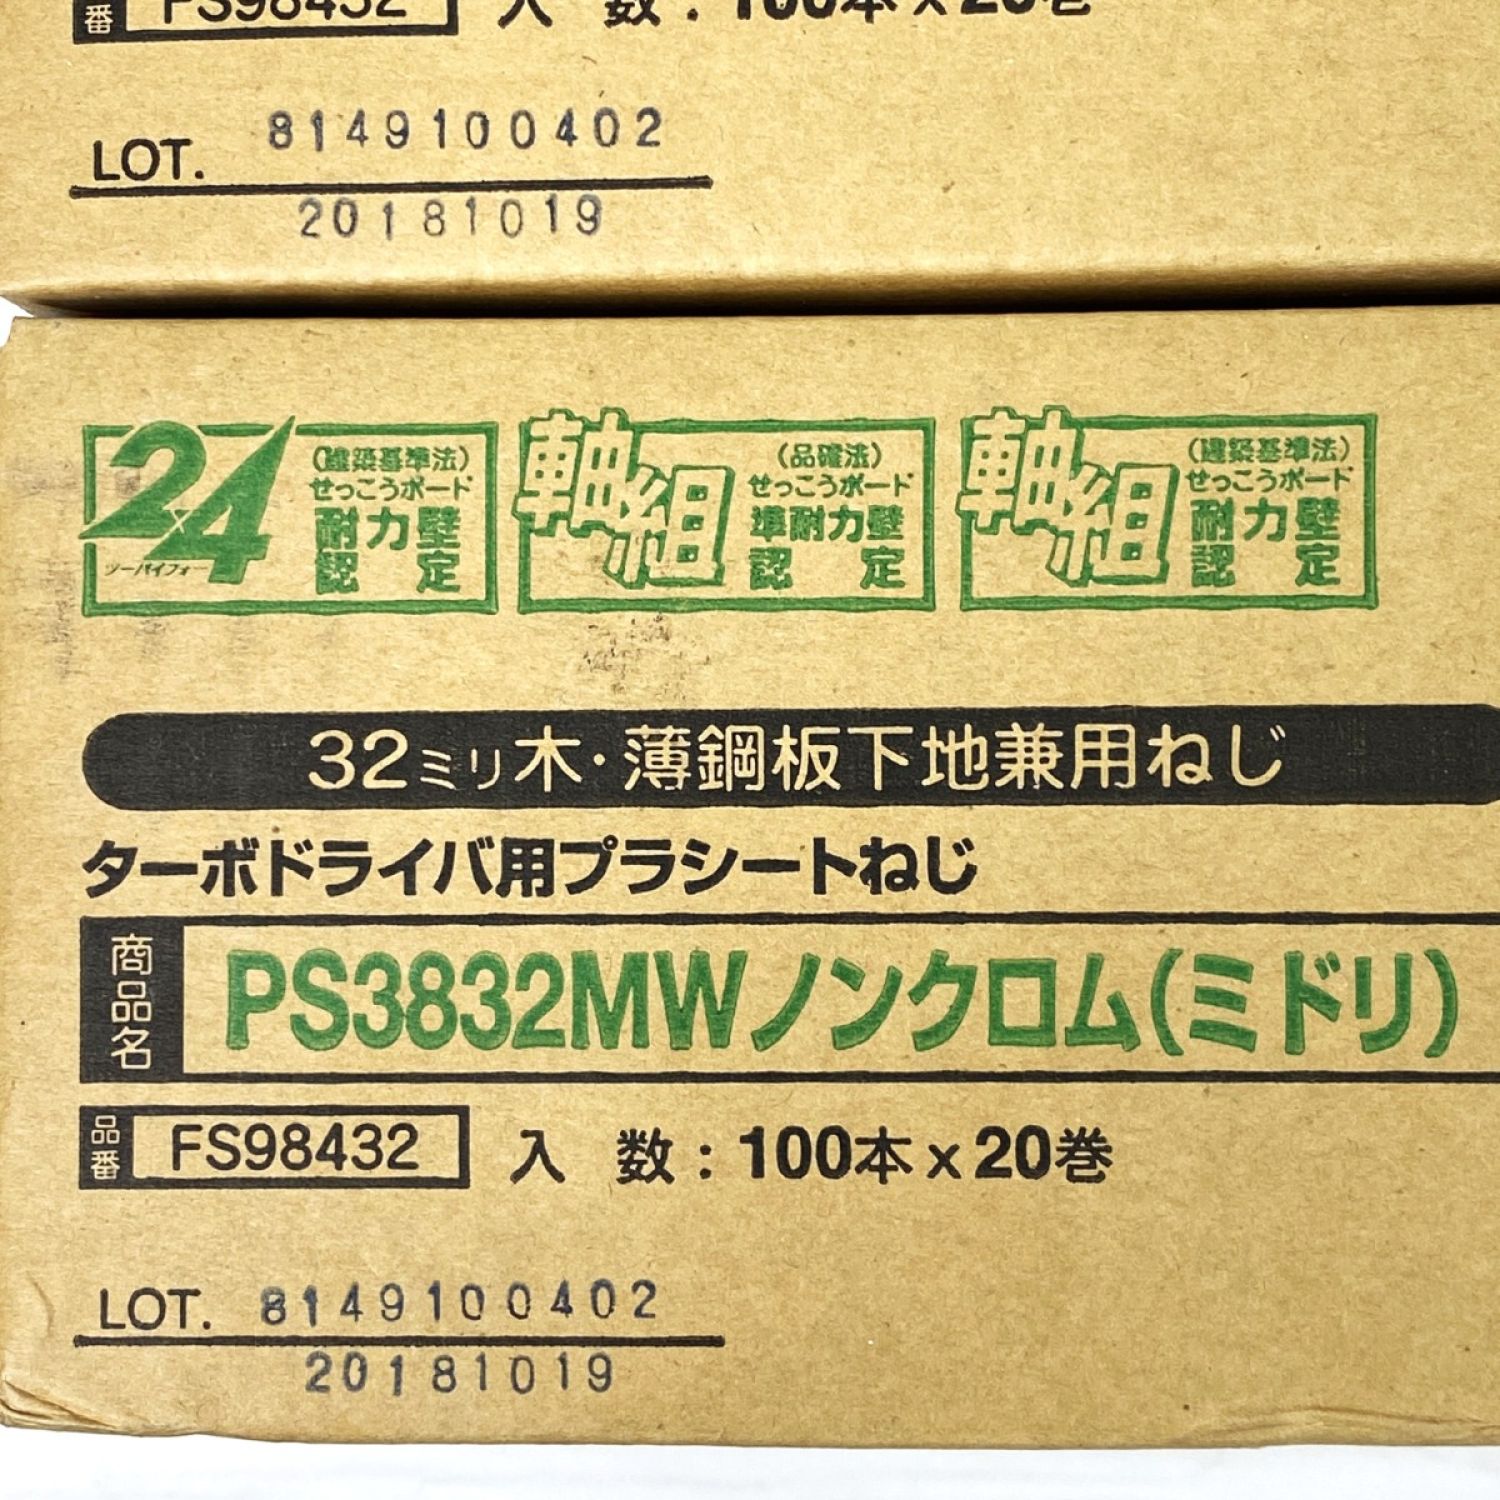 品番 FS98432 入数：100本×20巻
LOT. 8149100402
20181019
2×4 ツーバイフォー (建築基準法) せっこうボード 耐力壁 認定
軸組 (品確法) せっこうボード 準耐力壁 認定
軸組 (建築基準法) せっこうボード 耐力壁 認定
32ミリ木・薄鋼板下地兼用ねじ
ターボドライバ用プラシートねじ
商品名 PS3832MWノンクロム(ミドリ)
品番 FS98432 入数：100本×20巻
LOT. 8149100402
20181019